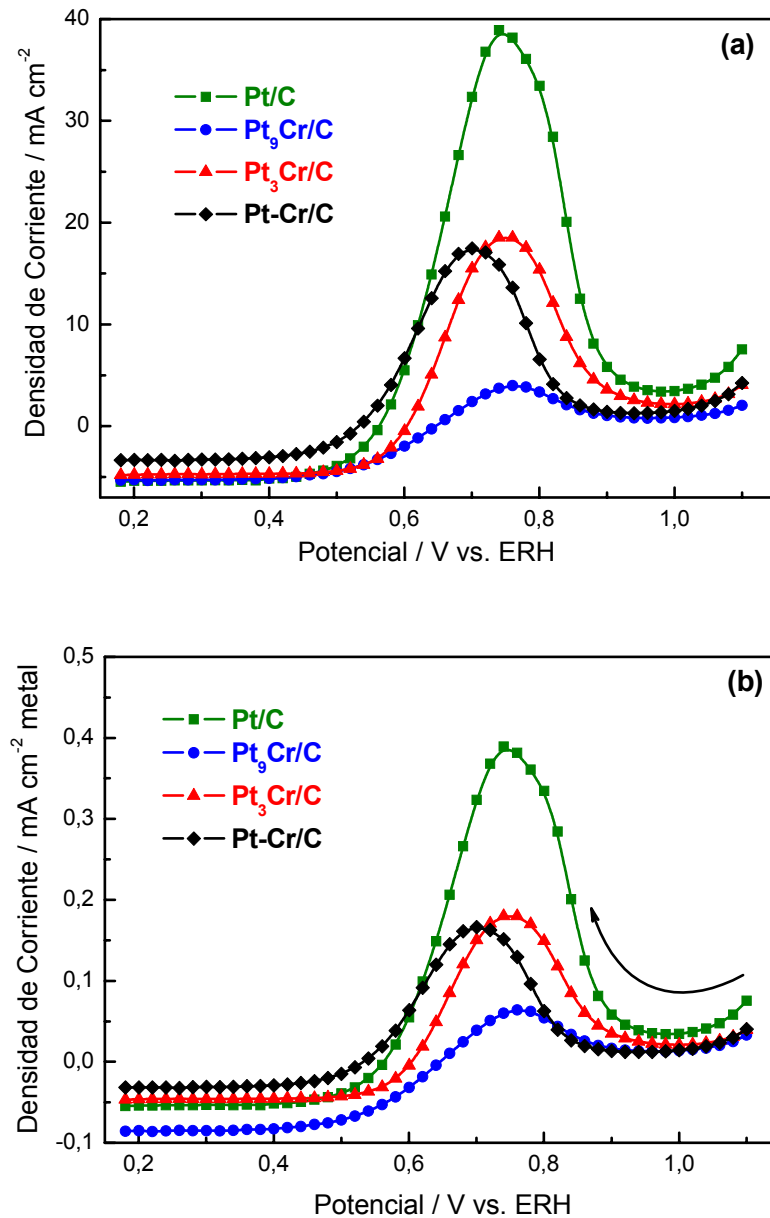 40
(a)
Densidad de Corriente / mA cm⁻²
30
20
10
0
Pt/C
Pt₉Cr/C
Pt₃Cr/C
Pt-Cr/C
0,2 0,4 0,6 0,8 1,0
Potencial / V vs. ERH
0,5
(b)
Densidad de Corriente / mA cm⁻² metal
0,4
0,3
0,2
0,1
0,0
-0,1
Pt/C
Pt₉Cr/C
Pt₃Cr/C
Pt-Cr/C
0,2 0,4 0,6 0,8 1,0
Potencial / V vs. ERH